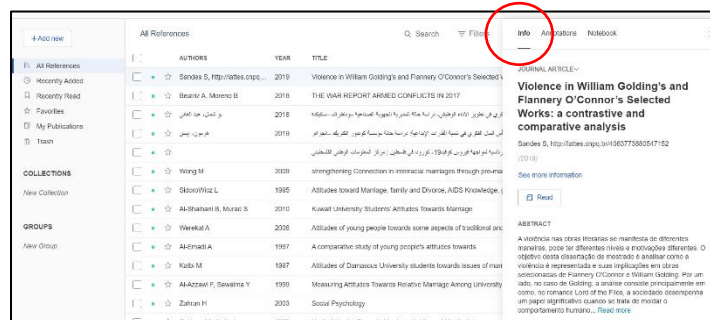 +Add new
All References
Recently Added
Recently Read
Favorites
My Publications
Trash
COLLECTIONS
New Collection
GROUPS
New Group
All References
Search
Filters
AUTHORS YEAR TITLE
Sandes S, http://lattes.cnpq... 2019 Violence in William Golding's and Flannery O'Connor's Selected
Beatriz A, Moreno B 2016 THE WAR REPORT ARMED CONFLICTS IN 2017
2018
2019
Wong M 2009 strengthening Connection in interracial marriages through pre-ma
SidoroWicz L 1995 Attitudes toward Marriage, family and Divorce, AIDS Knowledge,
Al-Shaibani B, Murad S 2010 Kuwait University Students' Attitudes Towards Marriage
Werekat A 2006 Attitudes of young people towards some aspects of traditional and
Al-Emadi A 1997 A comparative study of young people's attitudes towards
Kalbi M 1987 Attitudes of Damascus University students towards issues of marr
Al-Azzawi F, Sawalma Y 1999 Measuring Attitudes Towards Relative Marriage Among University
Zahran H 2003 Social Psychology
Info Annotations Notebook
JOURNAL ARTICLE
Violence in William Golding's and
Flannery O'Connor's Selected
Works: a contrastive and
comparative analysis
Sandes S, http://lattes.cnpq.br/4363773880547152
(2019)
See more information
Read
ABSTRACT
A violência nas obras literárias se manifesta de diferentes
maneiras, pode ter diferentes níveis e motivações diferentes. O
objetivo desta dissertação de mestrado é analisar como a
violência é representada e suas implicações em obras
selecionadas de Flannery O'Connor e William Golding. Por um
lado, no caso de Golding, a análise consiste principalmente em
como, no romance Lord of the Flies, a sociedade desempenha
um papel significativo quando se trata de moldar o
comportamento humano... Read more